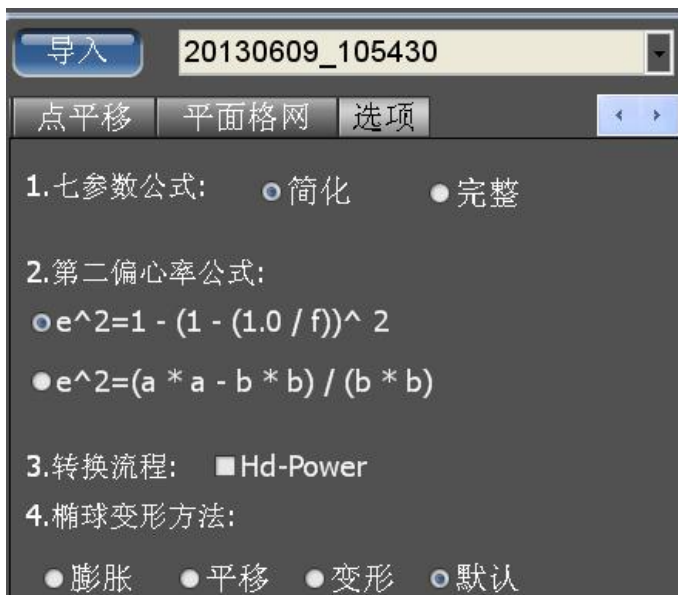 导入 20130609_105430
点平移 平面格网 选项
1.七参数公式: 简化 完整
2.第二偏心率公式:
e^2=1 - (1 - (1.0 / f))^ 2
e^2=(a * a - b * b) / (b * b)
3.转换流程: Hd-Power
4.椭球变形方法:
膨胀 平移 变形 默认